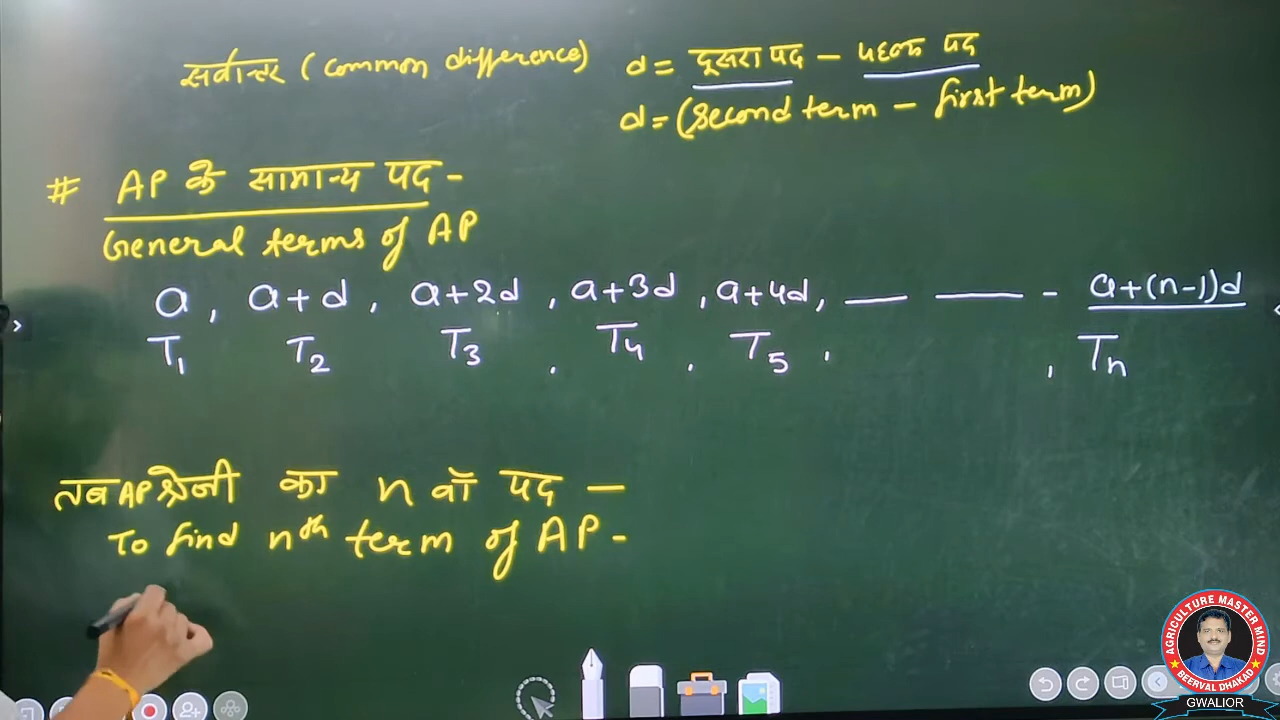 सर्वान्तर (Common difference) d = दूसरा पद - पहला पद
d = (Second term - first term)
# AP के सामान्य पद -
General terms of AP
a, a+d, a+2d, a+3d, a+4d, — — - a+(n-1)d
T₁ T₂ T₃ . T₄ . T₅ , , Tₙ
तब AP श्रेणी का n वाँ पद —
To find nᵗʰ term of AP -
AGRICULTURE MASTER MIND
BEERVAL DHAKAD
GWALIOR